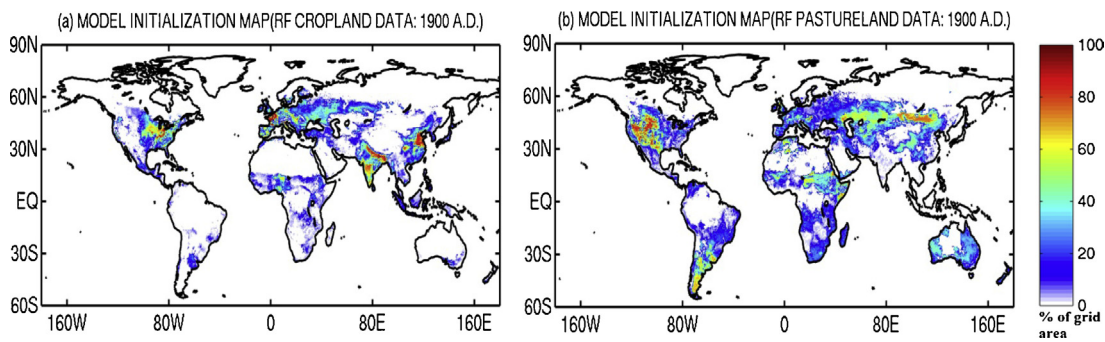 (a) MODEL INITIALIZATION MAP(RF CROPLAND DATA: 1900 A.D.)
90N
60N
30N
EQ
30S
60S
160W
80W
0
80E
160E
(b) MODEL INITIALIZATION MAP(RF PASTURELAND DATA: 1900 A.D.)
90N
60N
30N
EQ
30S
60S
160W
80W
0
80E
160E
100
80
60
40
20
0
% of grid
area